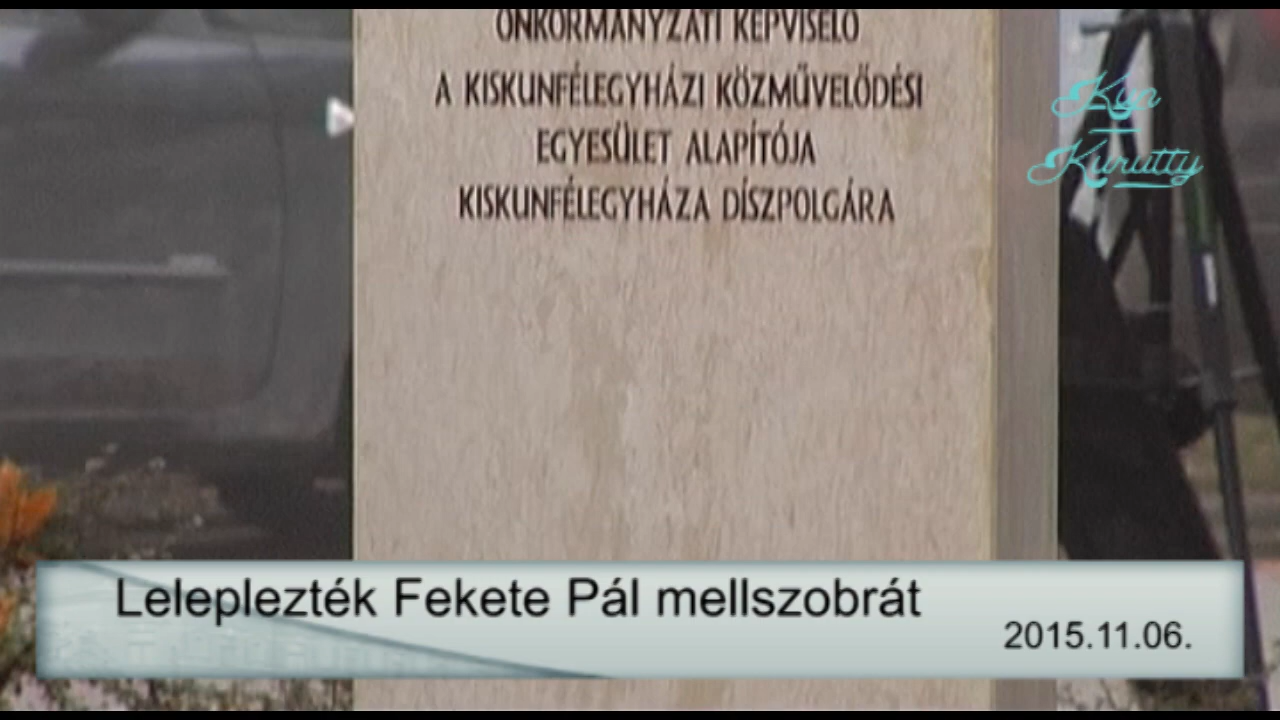 ÖNKORMÁNYZATI KÉPVISELŐ
A KISKUNFÉLEGYHÁZI KÖZMŰVELŐDÉSI
EGYESÜLET ALAPÍTÓJA
KISKUNFÉLEGYHÁZA DÍSZPOLGÁRA
Kun
Kurutty
Leleplezték Fekete Pál mellszobrát
2015.11.06.